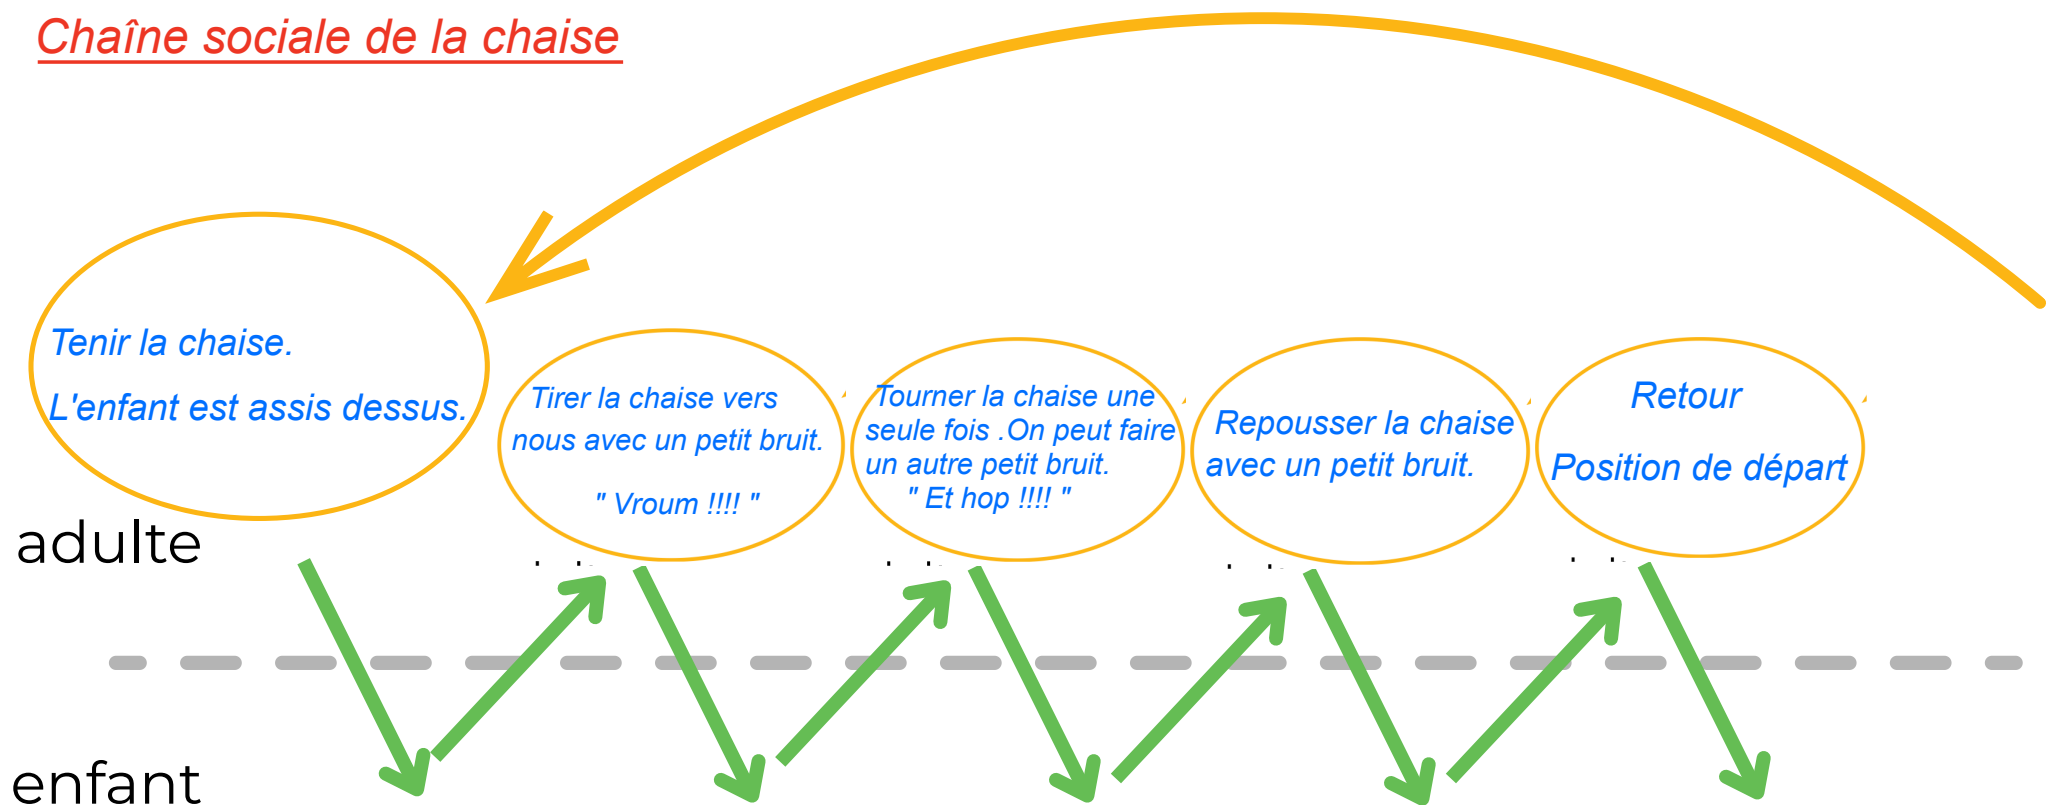 Chaîne sociale de la chaise
Tenir la chaise.
L'enfant est assis dessus.
Tirer la chaise vers
nous avec un petit bruit.
" Vroum !!!! "
Tourner la chaise une
seule fois .On peut faire
un autre petit bruit.
" Et hop !!!! "
Repousser la chaise
avec un petit bruit.
Retour
Position de départ
adulte
enfant